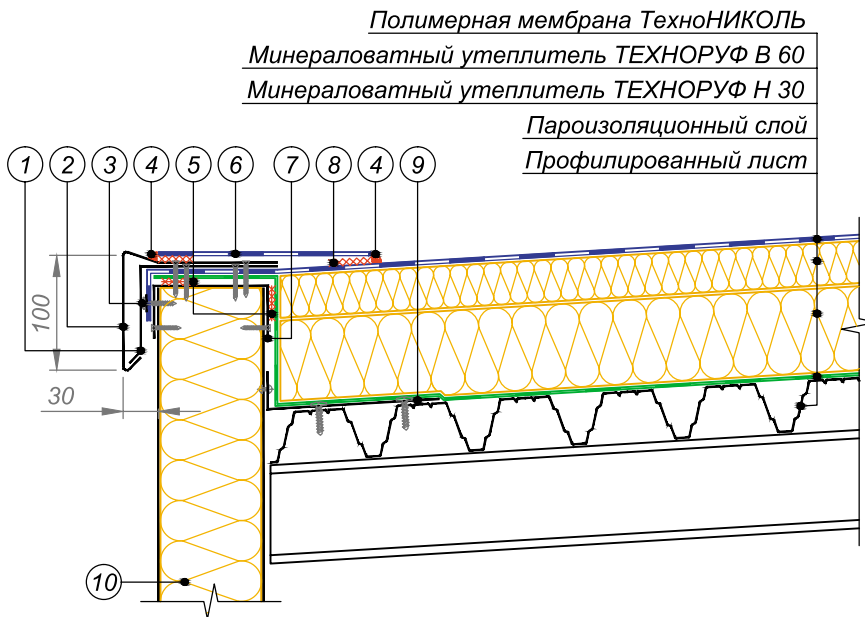 Полимерная мембрана ТехноНИКОЛЬ
Минераловатный утеплитель ТЕХНОРУФ В 60
Минераловатный утеплитель ТЕХНОРУФ Н 30
Пароизоляционный слой
Профилированный лист
1 2 3 4 5 6 7 8 4 9
100
30
10